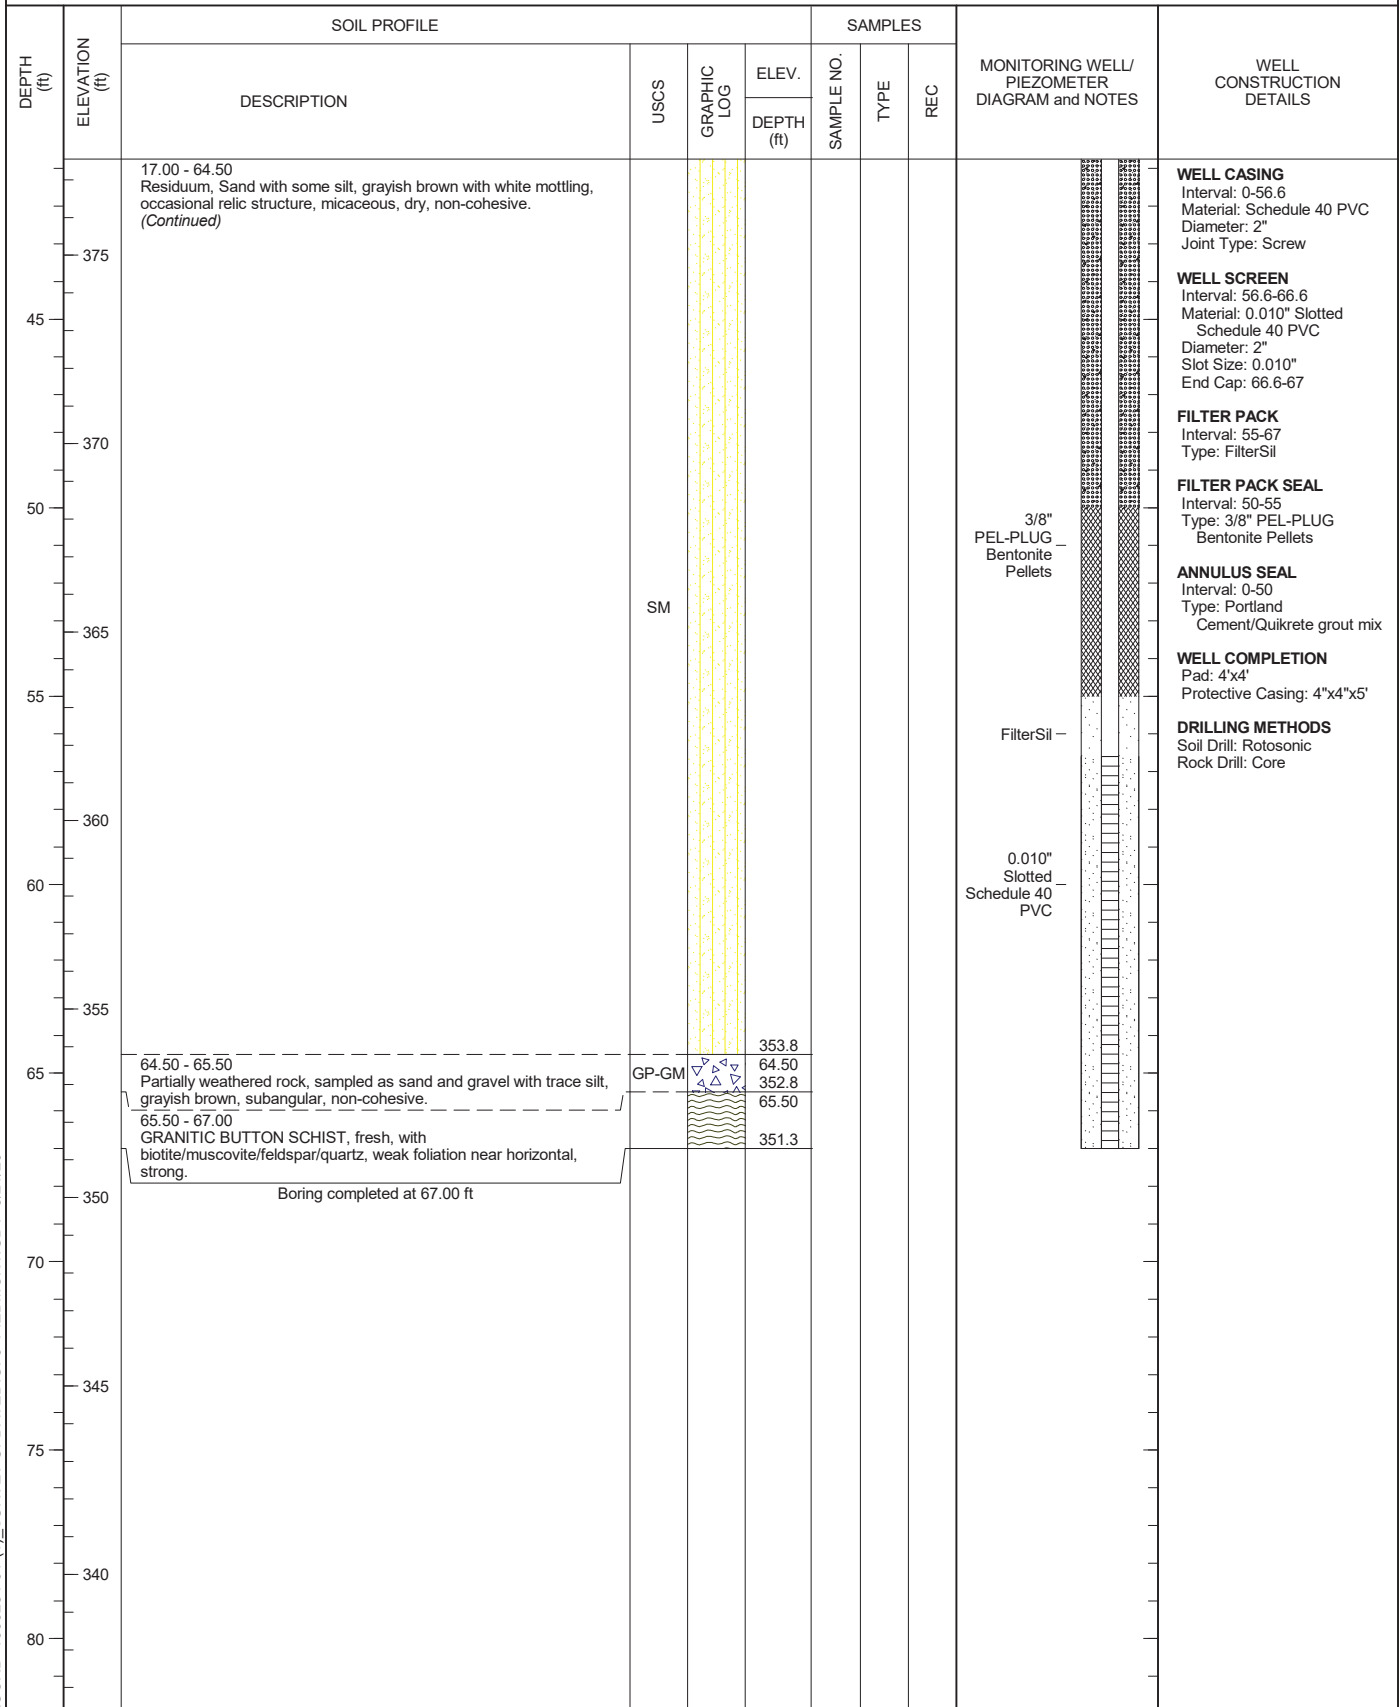 SOIL PROFILE
SAMPLES
DEPTH
(ft)
ELEVATION
(ft)
DESCRIPTION
USCS
GRAPHIC
LOG
ELEV.
DEPTH
(ft)
SAMPLE NO.
TYPE
REC
MONITORING WELL/
PIEZOMETER
DIAGRAM and NOTES
WELL
CONSTRUCTION
DETAILS
45
50
55
60
65
70
75
80
375
370
365
360
355
350
345
340
17.00 - 64.50
Residuum, Sand with some silt, grayish brown with white mottling,
occasional relic structure, micaceous, dry, non-cohesive.
(Continued)
SM
353.8
64.50 - 65.50
Partially weathered rock, sampled as sand and gravel with trace silt,
grayish brown, subangular, non-cohesive.
GP-GM
64.50
352.8
65.50 - 67.00
GRANITIC BUTTON SCHIST, fresh, with
biotite/muscovite/feldspar/quartz, weak foliation near horizontal,
strong.
65.50
351.3
Boring completed at 67.00 ft
3/8"
PEL-PLUG
Bentonite
Pellets
FilterSil
0.010"
Slotted
Schedule 40
PVC
WELL CASING
Interval: 0-56.6
Material: Schedule 40 PVC
Diameter: 2"
Joint Type: Screw
WELL SCREEN
Interval: 56.6-66.6
Material: 0.010" Slotted
Schedule 40 PVC
Diameter: 2"
Slot Size: 0.010"
End Cap: 66.6-67
FILTER PACK
Interval: 55-67
Type: FilterSil
FILTER PACK SEAL
Interval: 50-55
Type: 3/8" PEL-PLUG
Bentonite Pellets
ANNULUS SEAL
Interval: 0-50
Type: Portland
Cement/Quikrete grout mix
WELL COMPLETION
Pad: 4'x4'
Protective Casing: 4"x4"x5'
DRILLING METHODS
Soil Drill: Rotosonic
Rock Drill: Core